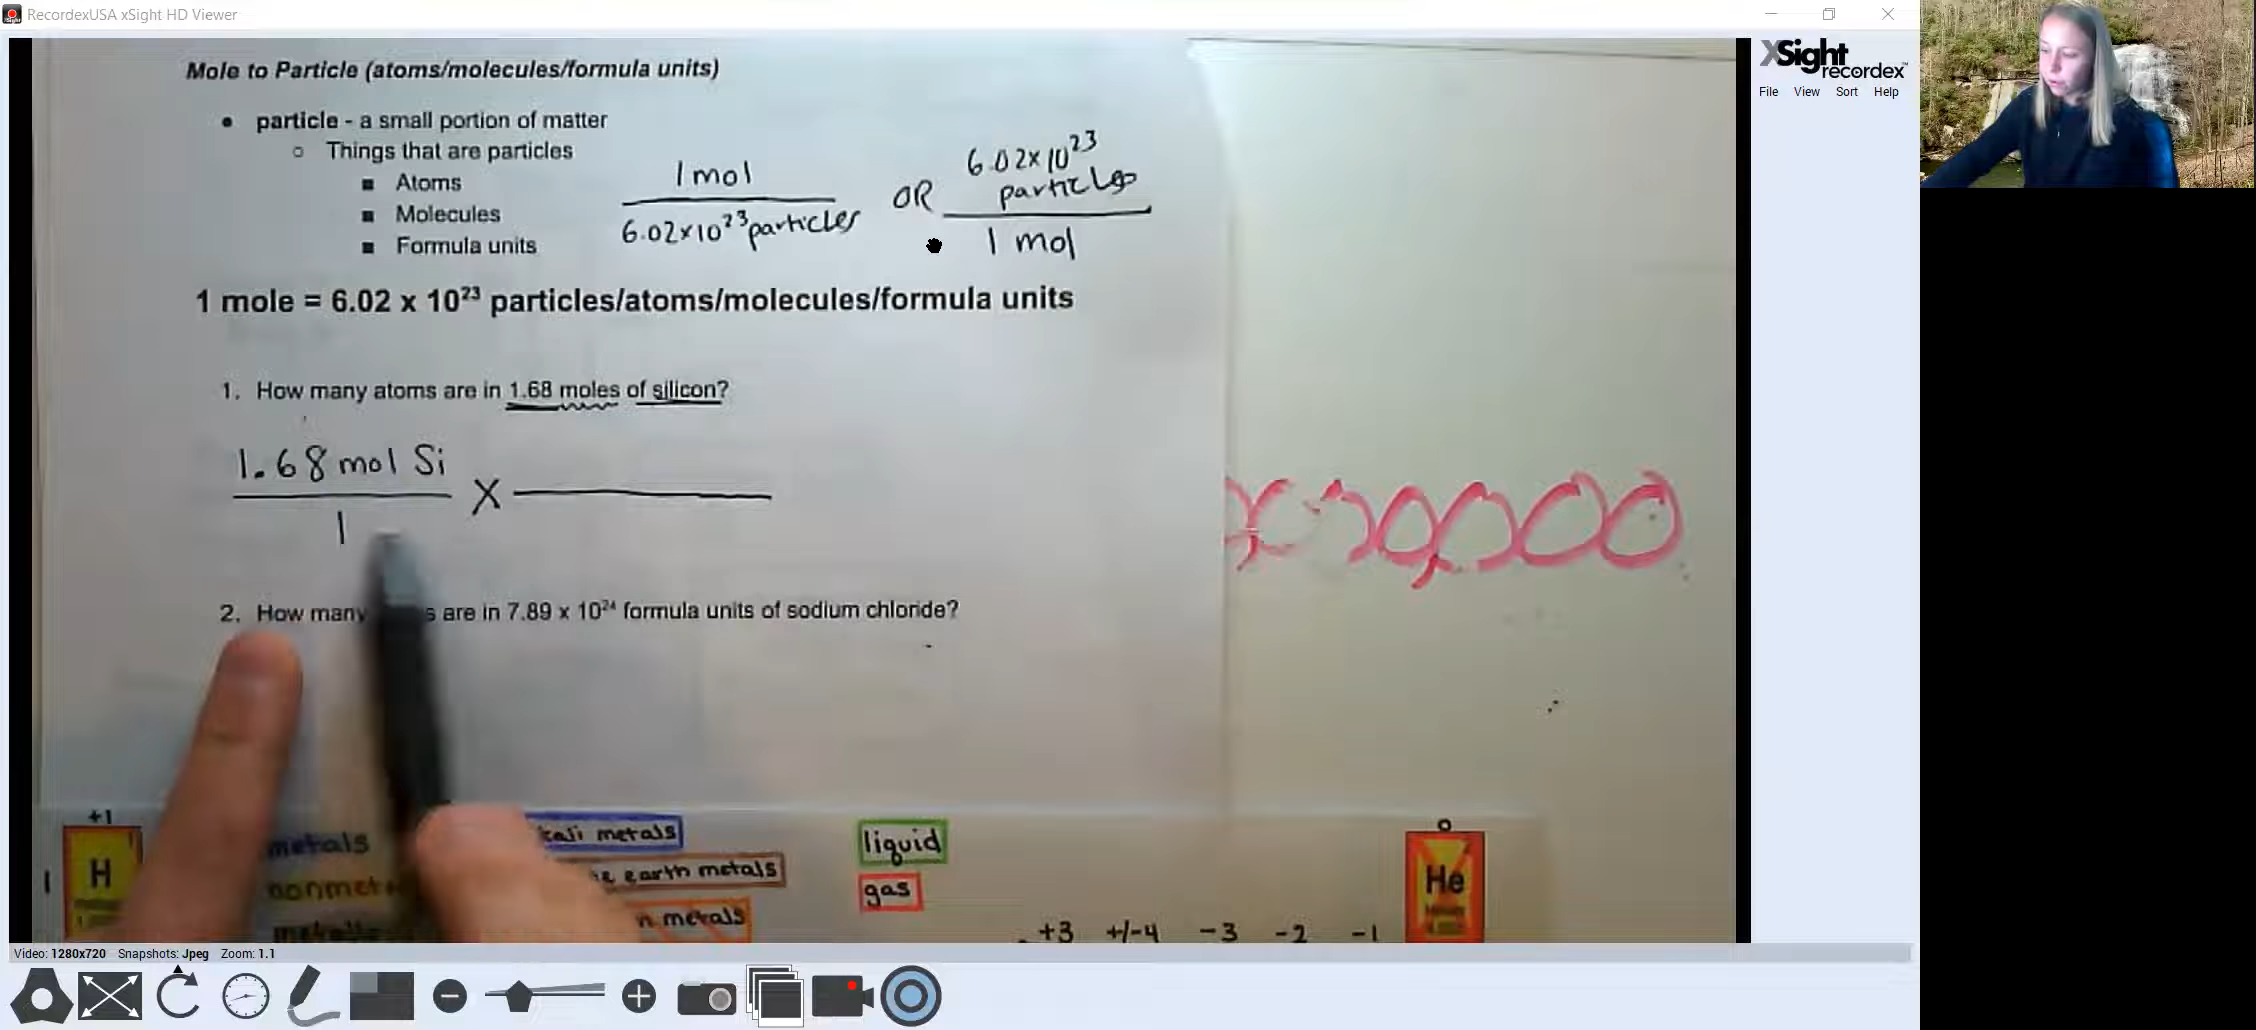 RecordexUSA xSight HD Viewer
XSight
recordex
File View Sort Help
Mole to Particle (atoms/molecules/formula units)
• particle - a small portion of matter
○ Things that are particles
■ Atoms
■ Molecules
■ Formula units
1 mol
6.02x10²³ particles
OR
6.02x10²³
particles
1 mol
1 mole = 6.02 x 10²³ particles/atoms/molecules/formula units
1. How many atoms are in 1.68 moles of silicon?
1.68 mol Si
1
X
2. How many are in 7.89 x 10²⁴ formula units of sodium chloride?
+1
1
H
metals
metals
earth metals
metals
liquid
gas
0
He
+3 +/-4 -3 -2 -1
Video: 1280x720 Snapshots: Jpeg Zoom: 1.1